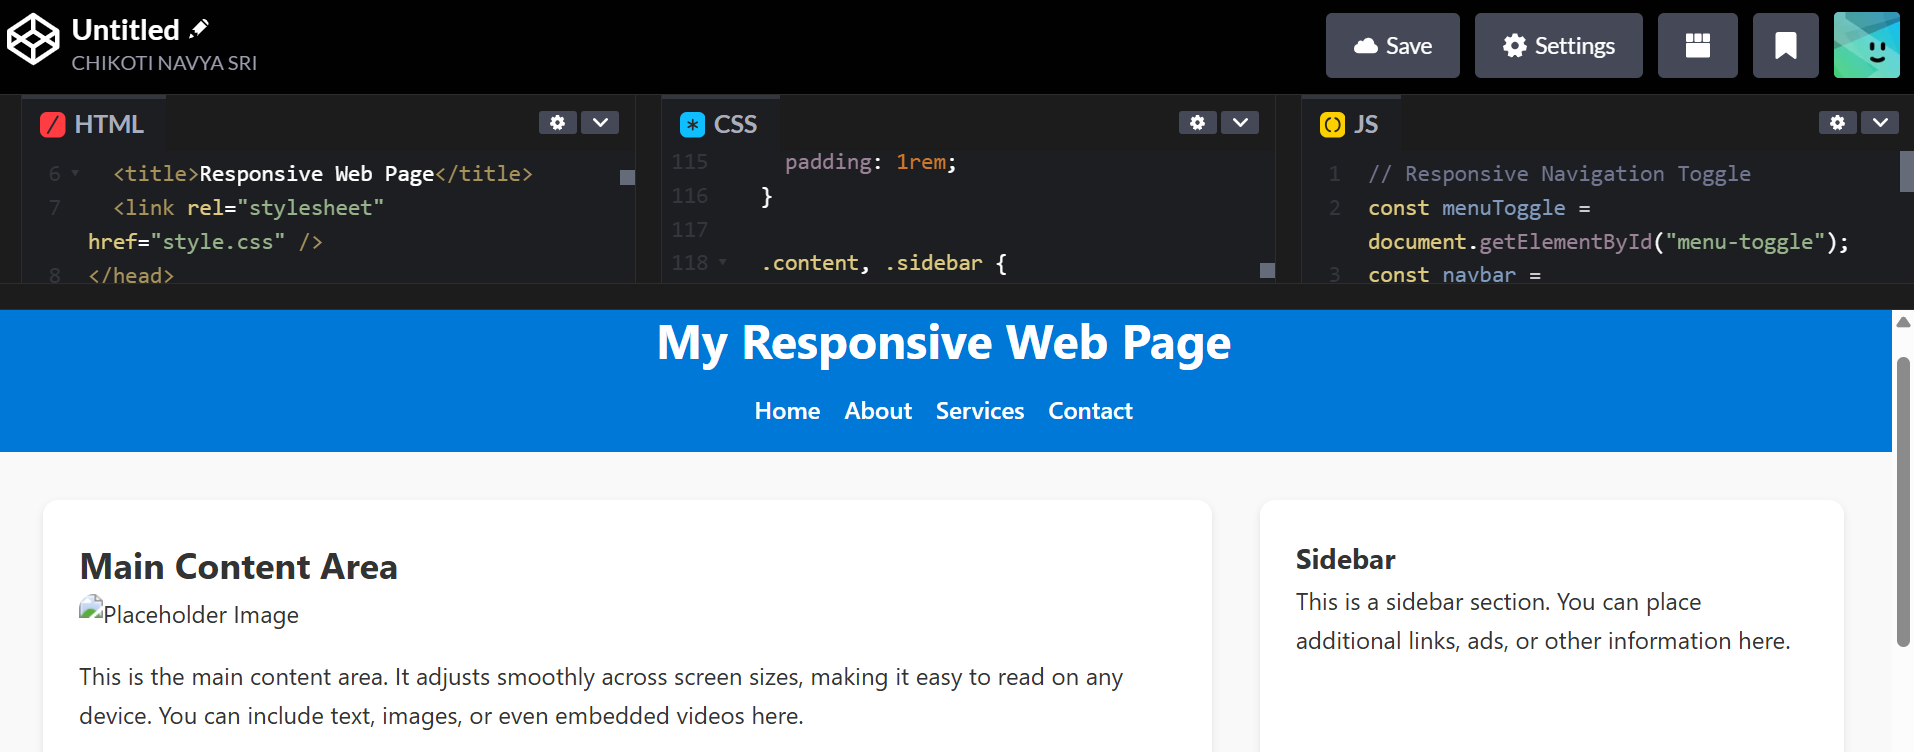 Untitled
CHIKOTI NAVYA SRI
Save
Settings
HTML
6 <title>Responsive Web Page</title>
7 <link rel="stylesheet"
href="style.css" />
8 </head>
CSS
115 padding: 1rem;
116 }
117
118 .content, .sidebar {
JS
1 // Responsive Navigation Toggle
2 const menuToggle =
document.getElementById("menu-toggle");
3 const navbar =
My Responsive Web Page
Home About Services Contact
Main Content Area
Placeholder Image
This is the main content area. It adjusts smoothly across screen sizes, making it easy to read on any
device. You can include text, images, or even embedded videos here.
Sidebar
This is a sidebar section. You can place
additional links, ads, or other information here.